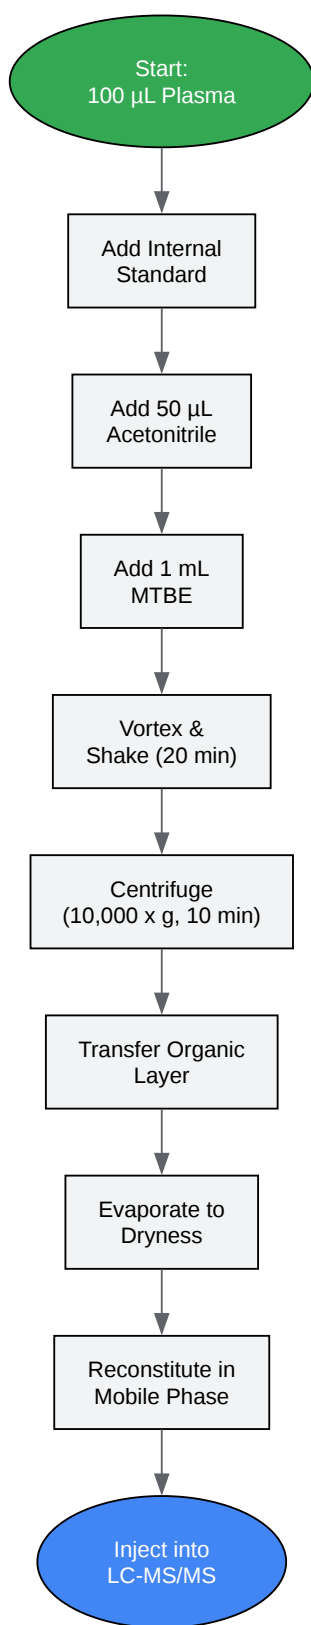 Start:
100 µL Plasma
Add Internal
Standard
Add 50 µL
Acetonitrile
Add 1 mL
MTBE
Vortex &
Shake (20 min)
Centrifuge
(10,000 x g, 10 min)
Transfer Organic
Layer
Evaporate to
Dryness
Reconstitute in
Mobile Phase
Inject into
LC-MS/MS